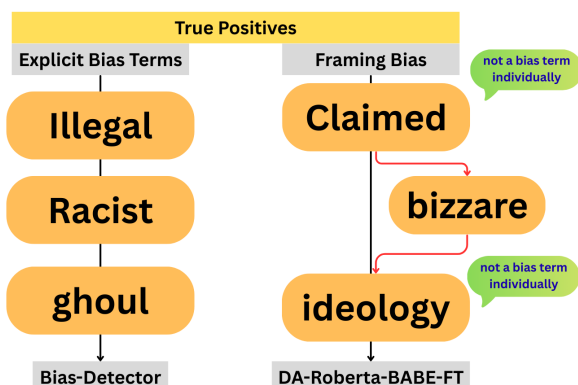 True Positives
Explicit Bias Terms
Framing Bias
not a bias term
individually
Illegal
Claimed
Racist
bizzare
ghoul
ideology
not a bias term
individually
Bias-Detector
DA-Roberta-BABE-FT